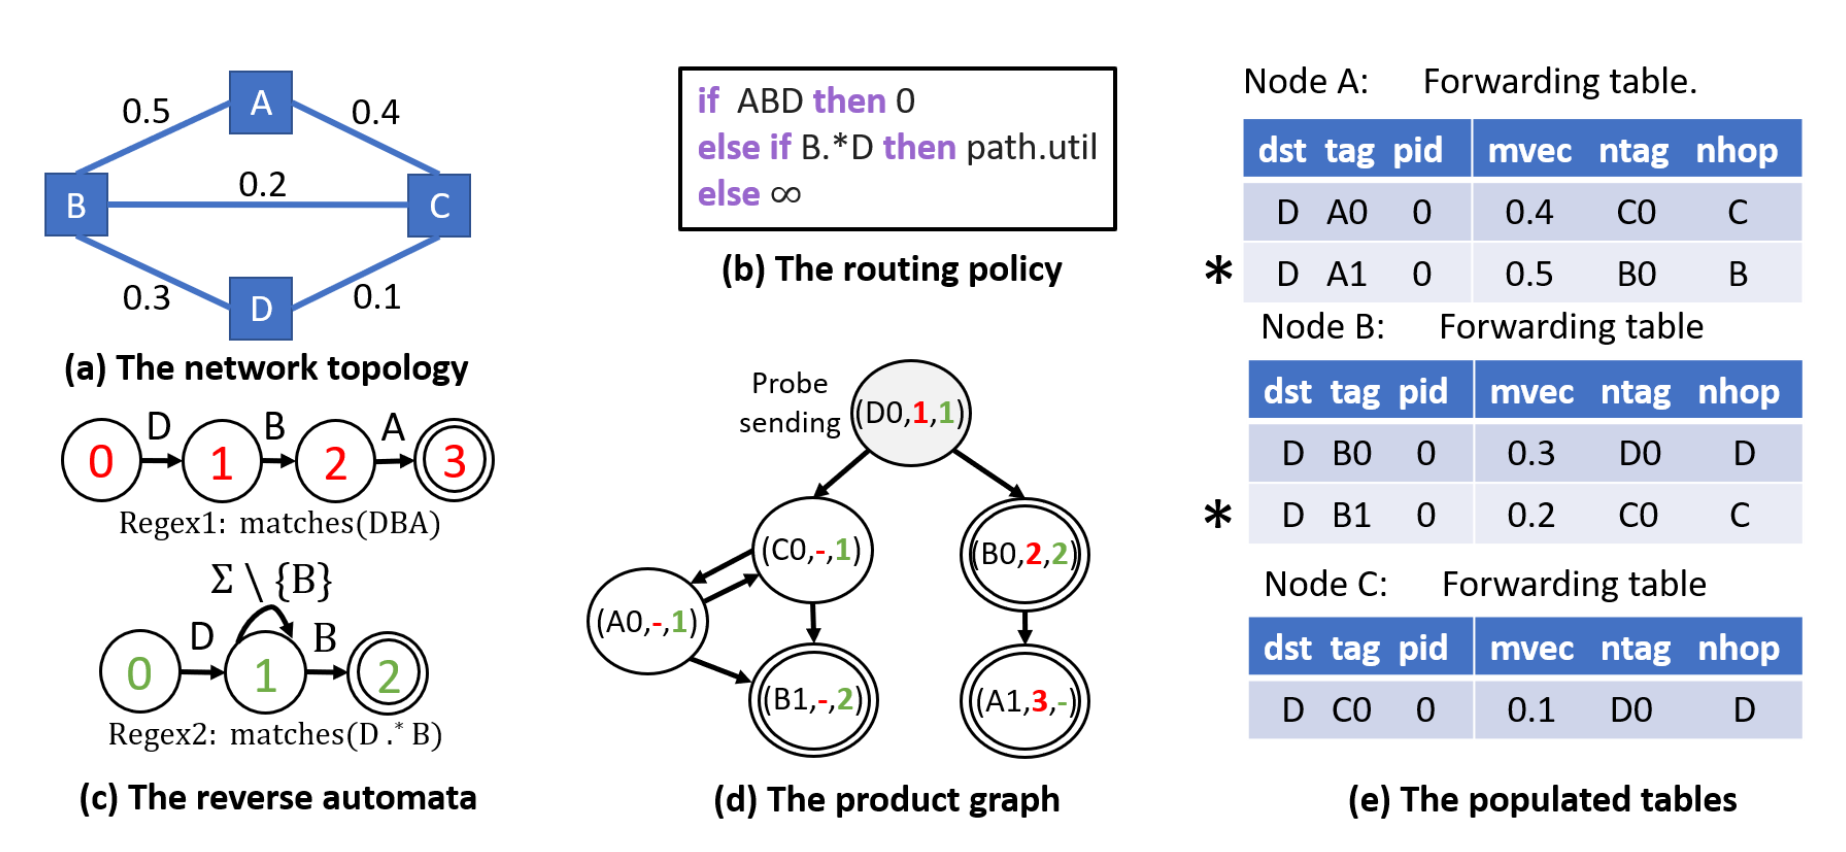 A
0.5
0.4
B
0.2
C
0.3
D
0.1
(a) The network topology
if ABD then 0
else if B.*D then path.util
else ∞
(b) The routing policy
0 D 1 B 2 A 3
Regex1: matches(DBA)
Σ \ {B}
0 D 1 B 2
Regex2: matches(D .* B)
(c) The reverse automata
Probe
sending
(D0,1,1)
(C0,-,1)
(B0,2,2)
(A0,-,1)
(B1,-,2)
(A1,3,-)
(d) The product graph
Node A: Forwarding table.
dst tag pid mvec ntag nhop
D A0 0 0.4 C0 C
* D A1 0 0.5 B0 B
Node B: Forwarding table
dst tag pid mvec ntag nhop
D B0 0 0.3 D0 D
* D B1 0 0.2 C0 C
Node C: Forwarding table
dst tag pid mvec ntag nhop
D C0 0 0.1 D0 D
(e) The populated tables